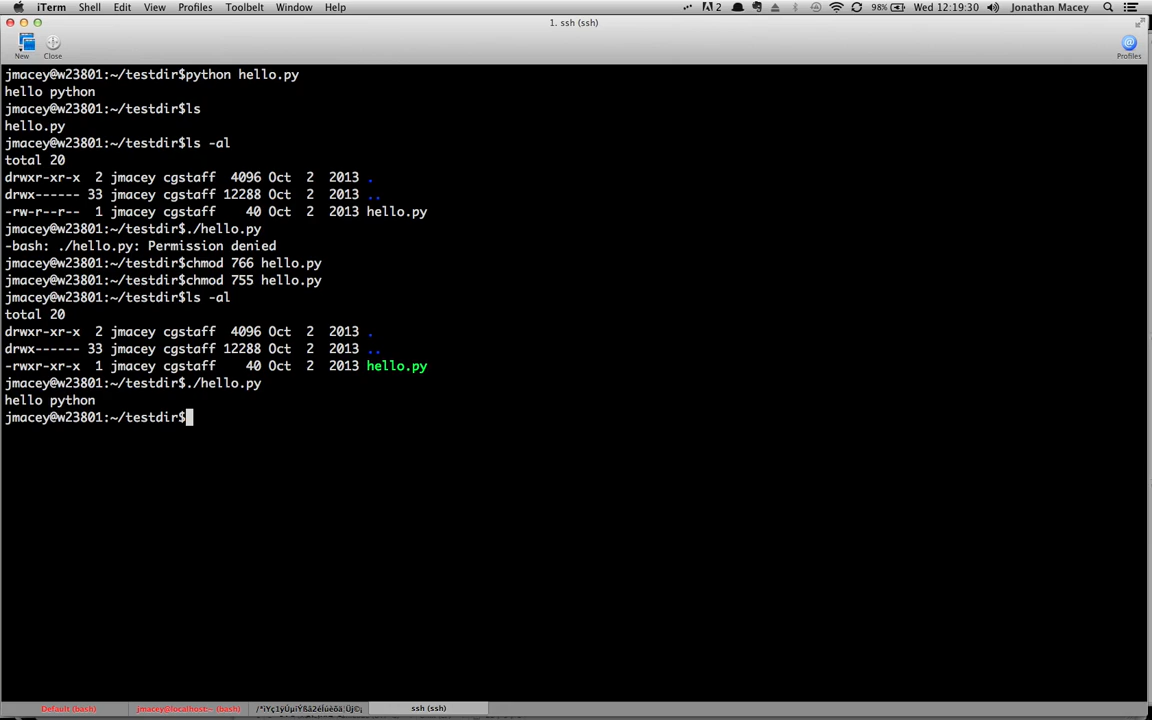 iTerm Shell Edit View Profiles Toolbelt Window Help 2 98% Wed 12:19:30 Jonathan Macey
1. ssh (ssh)
New Close Profiles
jmacey@w23801:~/testdir$python hello.py
hello python
jmacey@w23801:~/testdir$ls
hello.py
jmacey@w23801:~/testdir$ls -al
total 20
drwxr-xr-x  2 jmacey cgstaff  4096 Oct  2  2013 .
drwx------ 33 jmacey cgstaff 12288 Oct  2  2013 ..
-rw-r--r--  1 jmacey cgstaff    40 Oct  2  2013 hello.py
jmacey@w23801:~/testdir$./hello.py
-bash: ./hello.py: Permission denied
jmacey@w23801:~/testdir$chmod 766 hello.py
jmacey@w23801:~/testdir$chmod 755 hello.py
jmacey@w23801:~/testdir$ls -al
total 20
drwxr-xr-x  2 jmacey cgstaff  4096 Oct  2  2013 .
drwx------ 33 jmacey cgstaff 12288 Oct  2  2013 ..
-rwxr-xr-x  1 jmacey cgstaff    40 Oct  2  2013 hello.py
jmacey@w23801:~/testdir$./hello.py
hello python
jmacey@w23801:~/testdir$
Default (bash) jmacey@localhost:~ (bash) ssh (ssh)